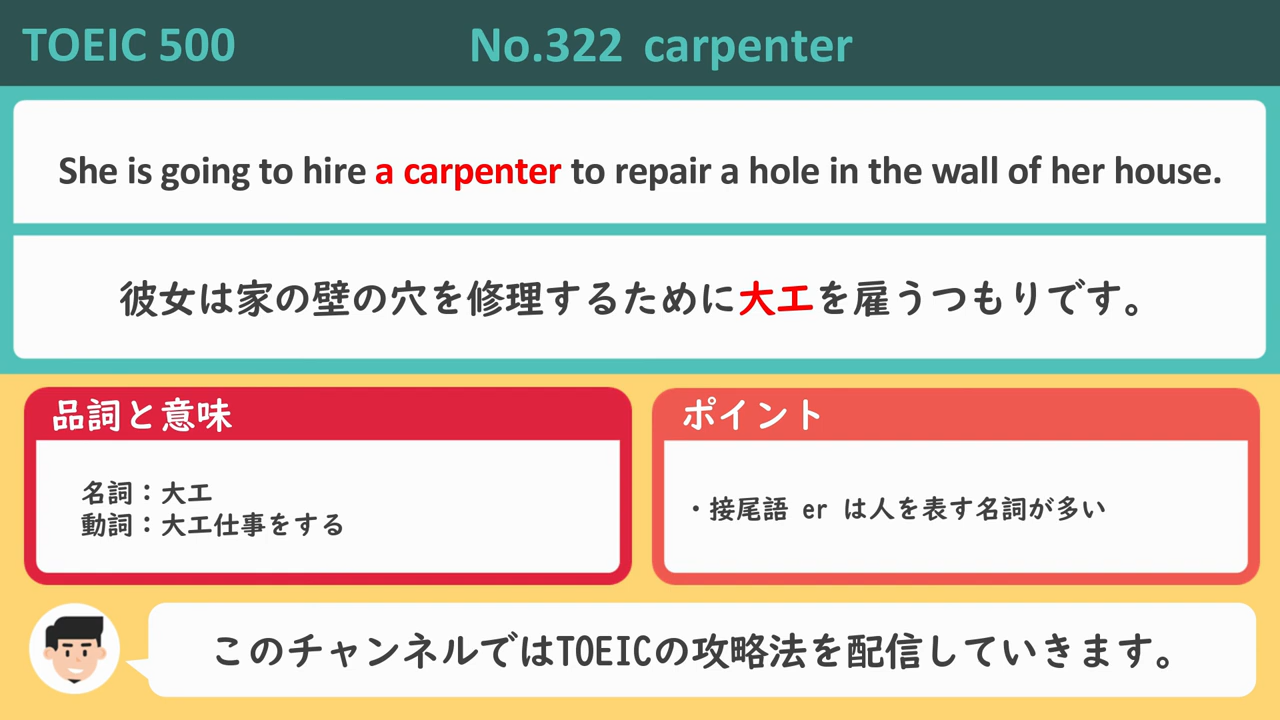 TOEIC 500
No.322 carpenter
She is going to hire a carpenter to repair a hole in the wall of her house.
彼女は家の壁の穴を修理するために大工を雇うつもりです。
品詞と意味
名詞：大工
動詞：大工仕事をする
ポイント
・接尾語 er は人を表す名詞が多い
このチャンネルではTOEICの攻略法を配信していきます。